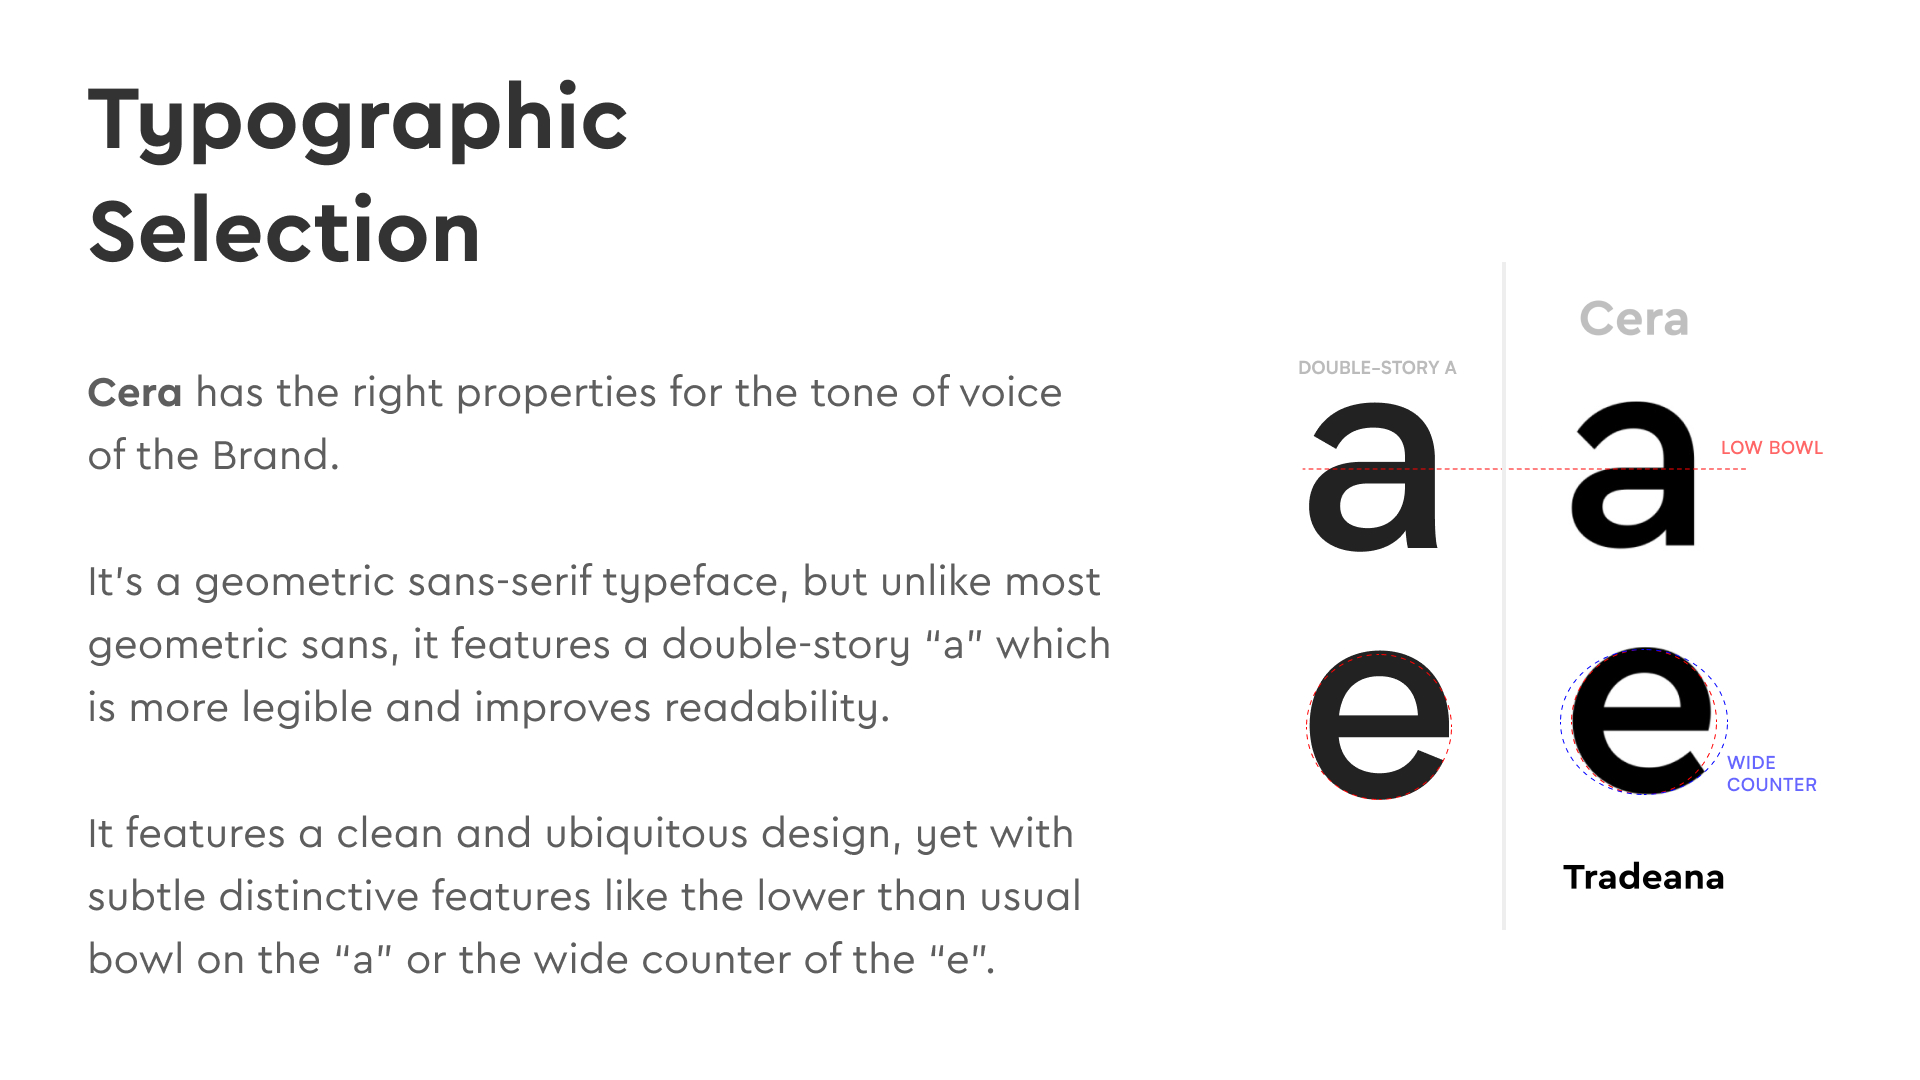 Typographic
Selection
Cera has the right properties for the tone of voice
of the Brand.
It's a geometric sans-serif typeface, but unlike most
geometric sans, it features a double-story “a” which
is more legible and improves readability.
It features a clean and ubiquitous design, yet with
subtle distinctive features like the lower than usual
bowl on the “a” or the wide counter of the “e”.
Cera
DOUBLE-STORY A
a a
LOW BOWL
e e
WIDE
COUNTER
Tradeana